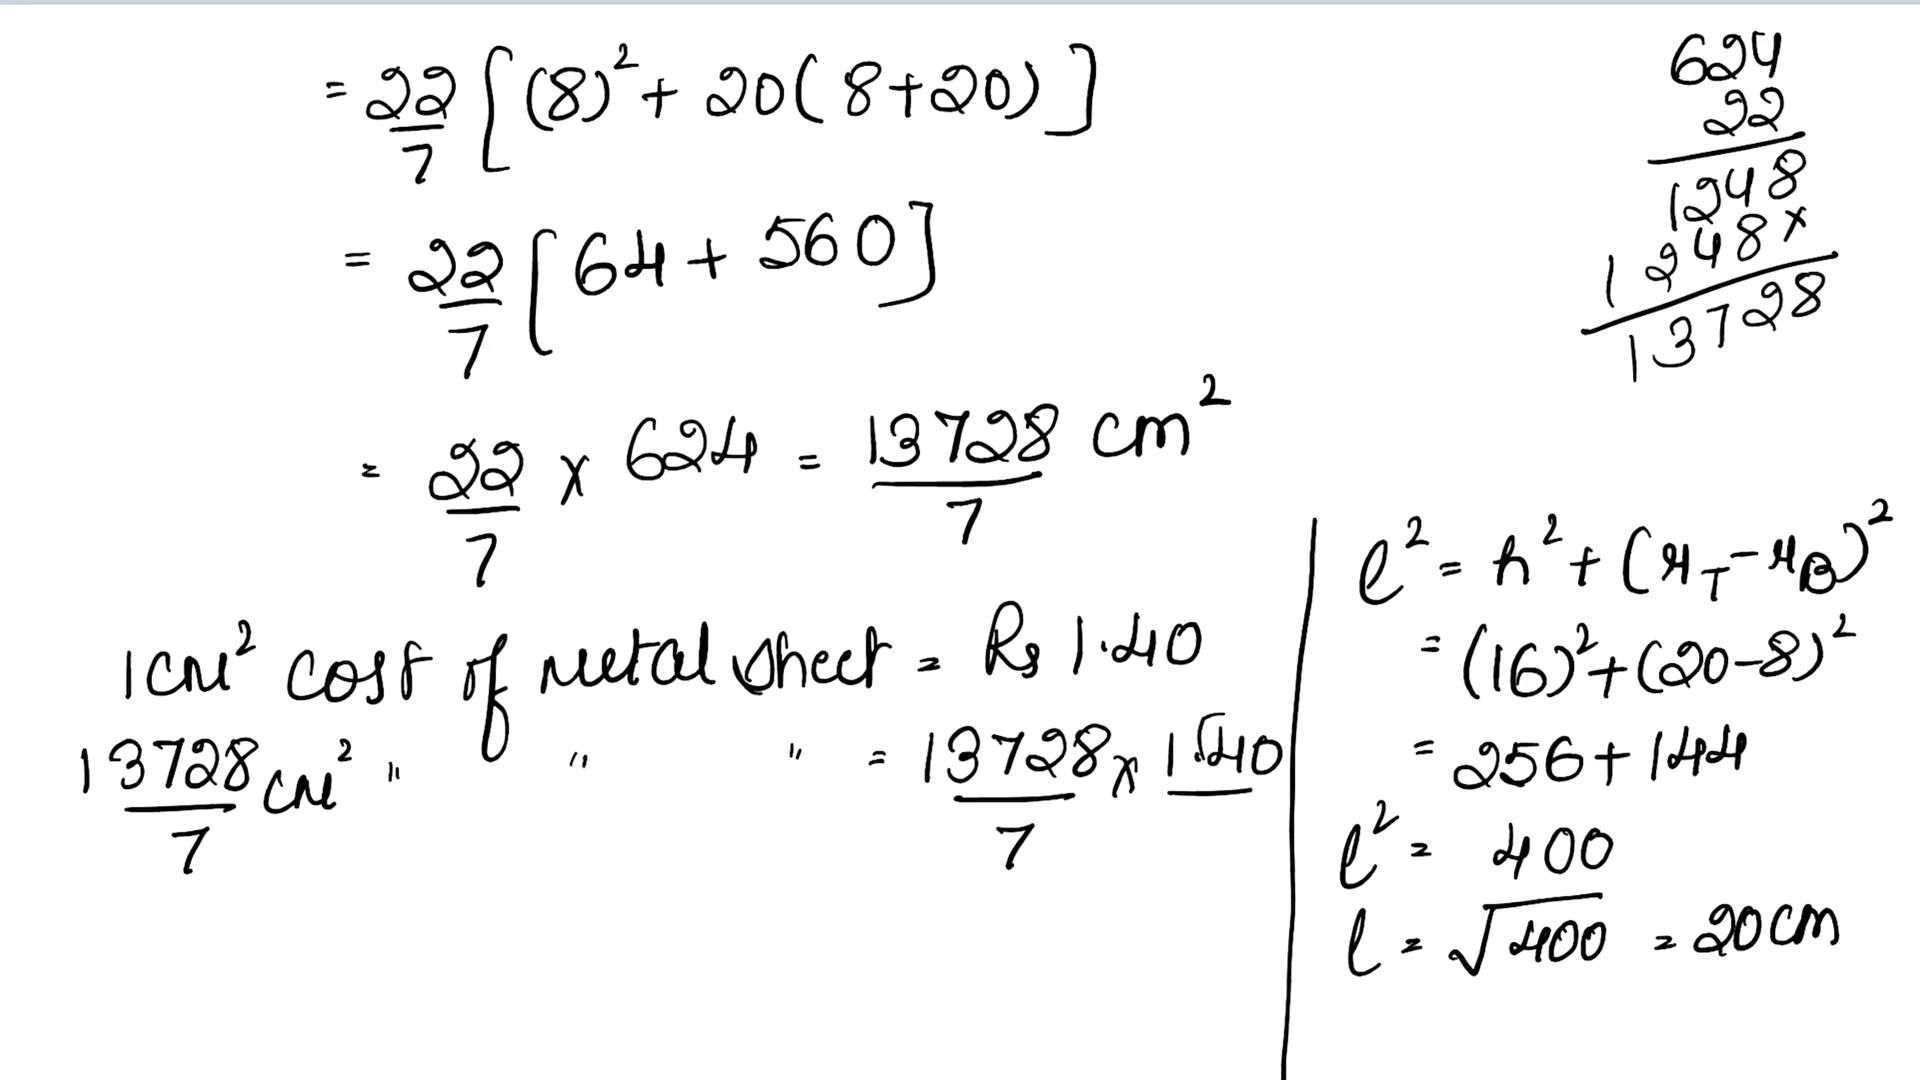 = 22/7 [(8)² + 20(8+20)]
= 22/7 [64 + 560]
= 22/7 x 624 = 13728/7 cm²
1cm² cost of metal sheet = Rs 1.40
13728/7 cm² " " " = 13728/7 x 1.40
624
22
1248
1248x
13728
l² = h² + (r_T - r_B)²
= (16)² + (20-8)²
= 256 + 144
l² = 400
l = √400 = 20cm